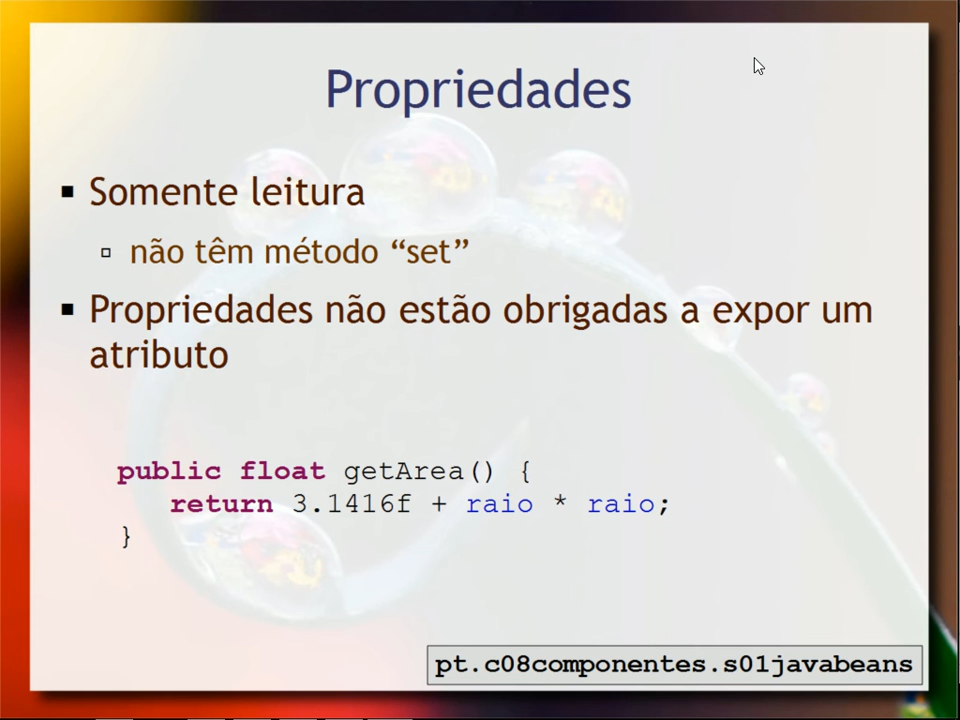 Propriedades
▪ Somente leitura
▫ não têm método “set”
▪ Propriedades não estão obrigadas a expor um
atributo
public float getArea() {
   return 3.1416f + raio * raio;
}
pt.c08componentes.s01javabeans